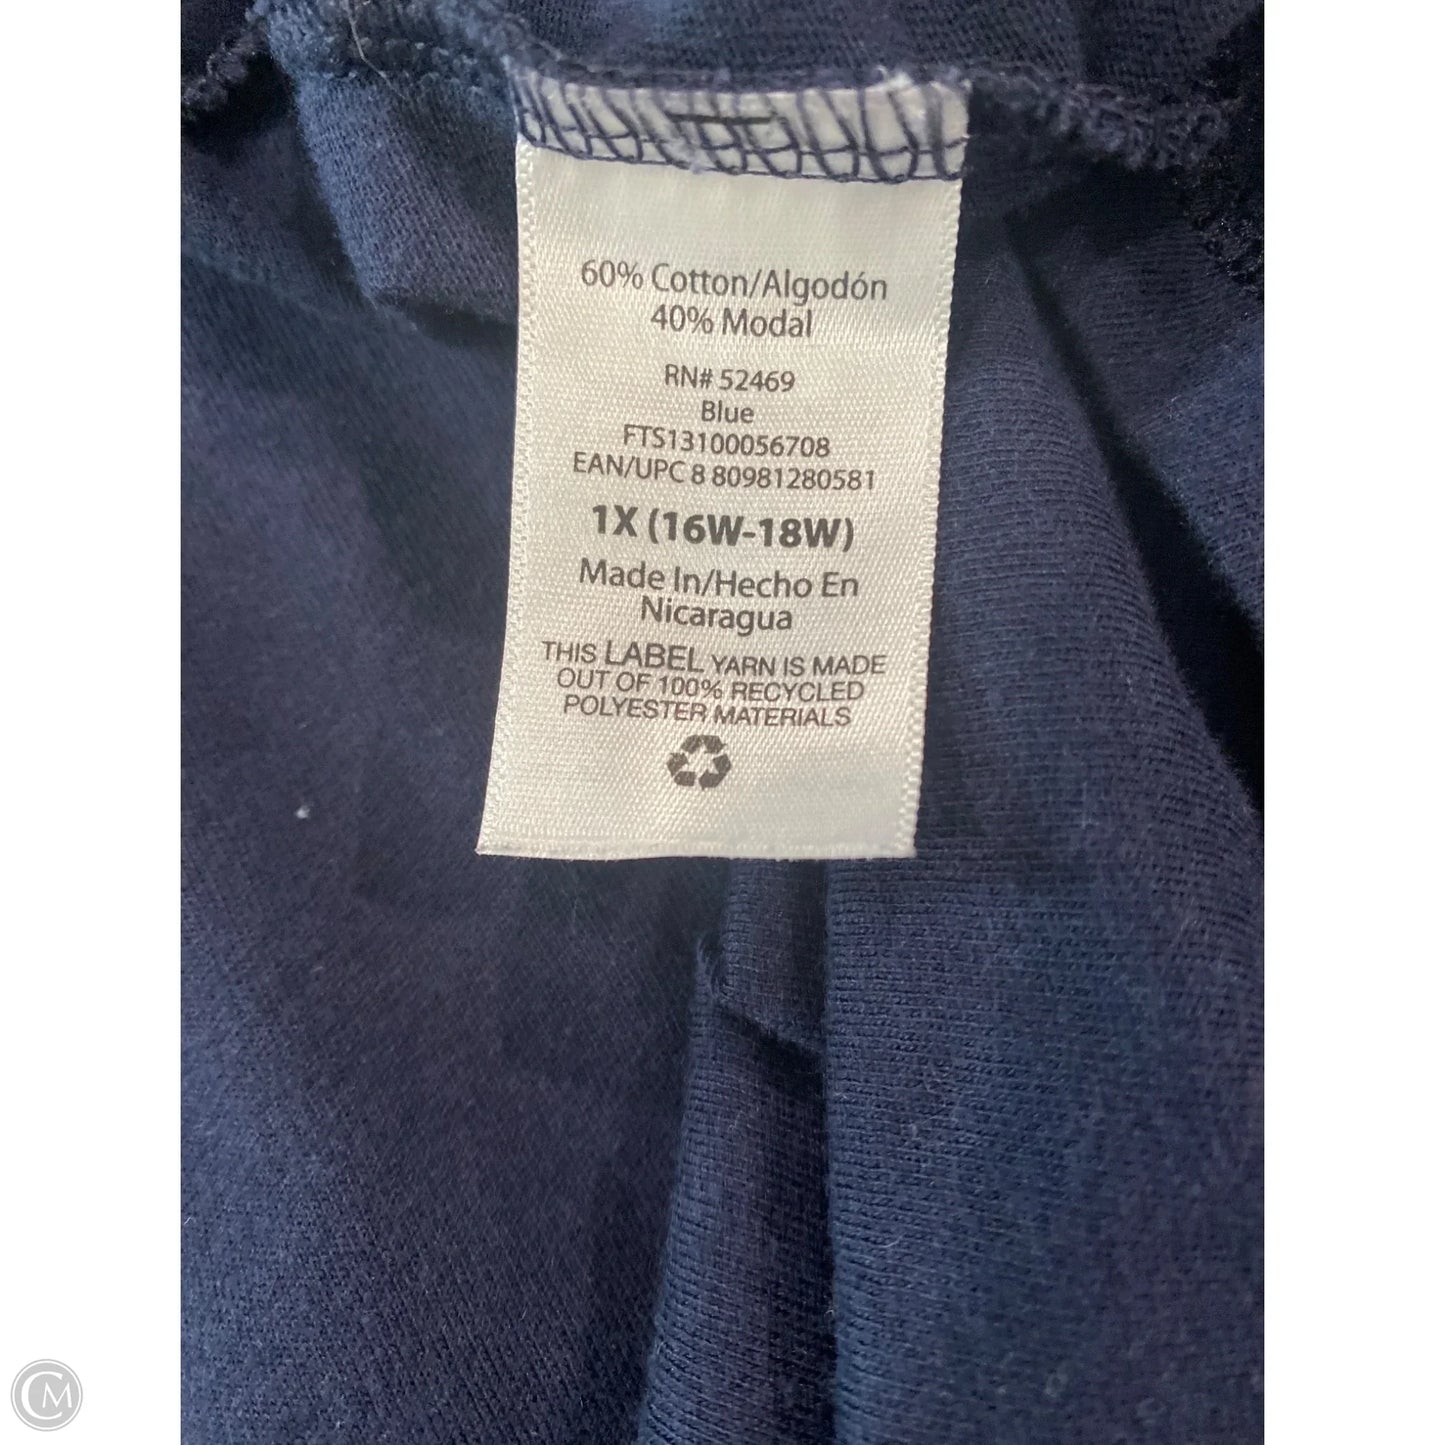 60% Cotton/Algodón
40% Modal
RN# 52469
Blue
FTS13100056708
EAN/UPC 8 80981280581
1X (16W-18W)
Made In/Hecho En
Nicaragua
THIS LABEL YARN IS MADE
OUT OF 100% RECYCLED
POLYESTER MATERIALS
CM